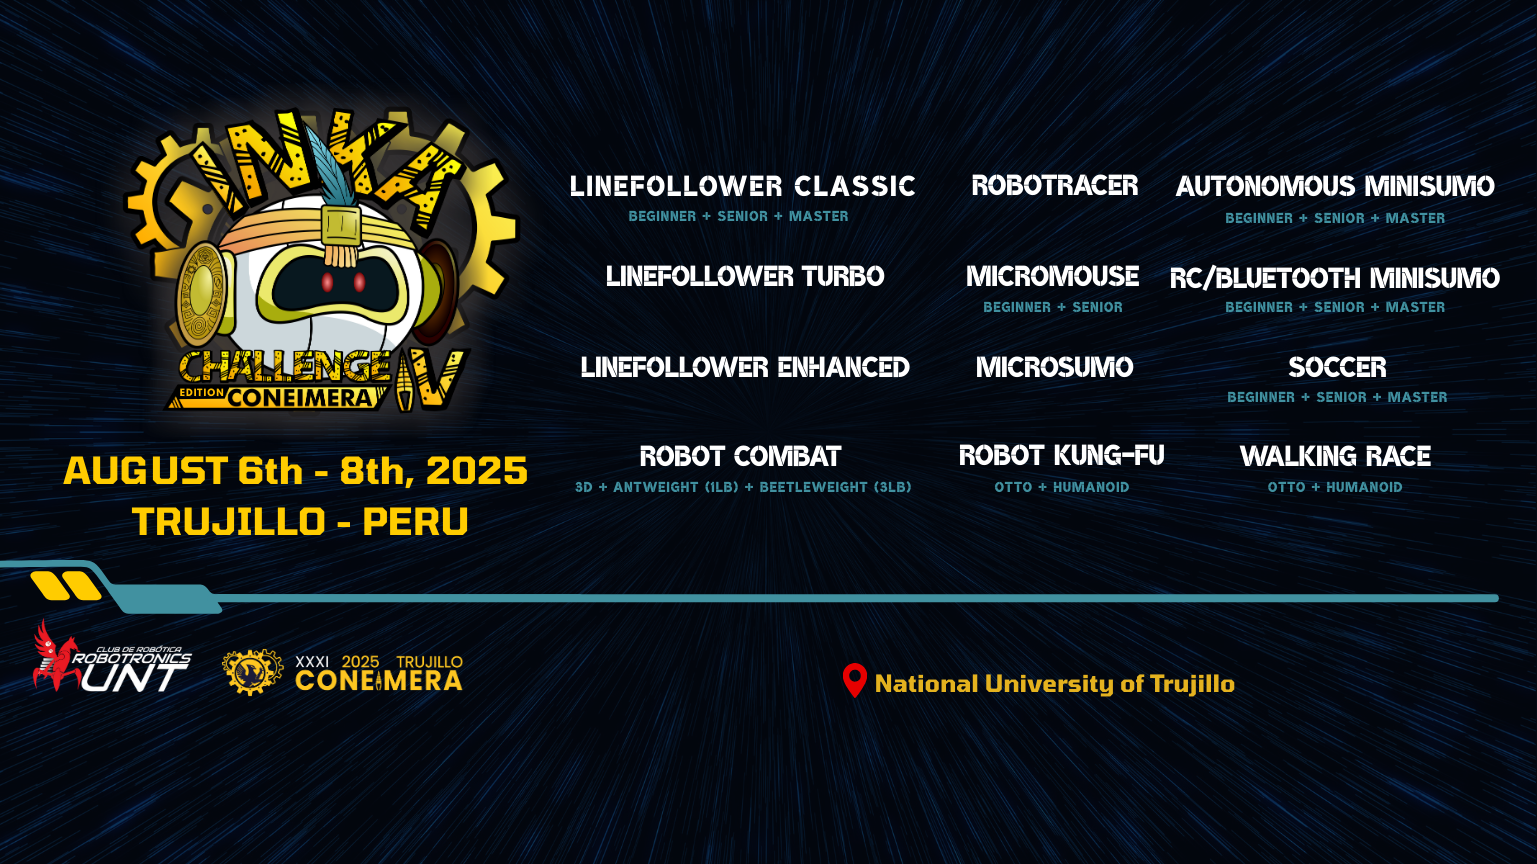 INKA
CHALLENGE IV
EDITION CONEIMERA
AUGUST 6th - 8th, 2025
TRUJILLO - PERU
LINEFOLLOWER CLASSIC
BEGINNER + SENIOR + MASTER
ROBOTRACER
AUTONOMOUS MINISUMO
BEGINNER + SENIOR + MASTER
LINEFOLLOWER TURBO
MICROMOUSE
BEGINNER + SENIOR
RC/BLUETOOTH MINISUMO
BEGINNER + SENIOR + MASTER
LINEFOLLOWER ENHANCED
MICROSUMO
SOCCER
BEGINNER + SENIOR + MASTER
ROBOT COMBAT
3D + ANTWEIGHT (1LB) + BEETLEWEIGHT (3LB)
ROBOT KUNG-FU
OTTO + HUMANOID
WALKING RACE
OTTO + HUMANOID
CLUB DE ROBÓTICA
ROBOTRONICS
UNT
XXXI 2025 TRUJILLO
CONEIMERA
National University of Trujillo